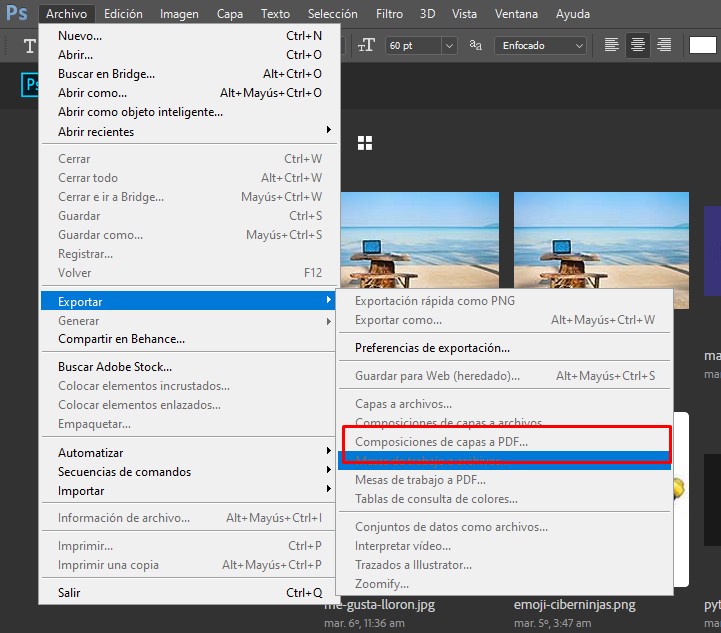 Ps Archivo Edición Imagen Capa Texto Selección Filtro 3D Vista Ventana Ayuda
T 60 pt aa Enfocado
Ps
Nuevo... Ctrl+N
Abrir... Ctrl+O
Buscar en Bridge... Alt+Ctrl+O
Abrir como... Alt+Mayús+Ctrl+O
Abrir como objeto inteligente...
Abrir recientes
Cerrar Ctrl+W
Cerrar todo Alt+Ctrl+W
Cerrar e ir a Bridge... Mayús+Ctrl+W
Guardar Ctrl+S
Guardar como... Mayús+Ctrl+S
Registrar...
Volver F12
Exportar
Generar
Compartir en Behance...
Buscar Adobe Stock...
Colocar elementos incrustados...
Colocar elementos enlazados...
Empaquetar...
Automatizar
Secuencias de comandos
Importar
Información de archivo... Alt+Mayús+Ctrl+I
Imprimir... Ctrl+P
Imprimir una copia Alt+Mayús+Ctrl+P
Salir Ctrl+Q
Exportación rápida como PNG
Exportar como... Alt+Mayús+Ctrl+W
Preferencias de exportación...
Guardar para Web (heredado)... Alt+Mayús+Ctrl+S
Capas a archivos...
Composiciones de capas a archivos...
Composiciones de capas a PDF...
Mesas de trabajo a archivos...
Mesas de trabajo a PDF...
Tablas de consulta de colores...
Conjuntos de datos como archivos...
Interpretar vídeo...
Trazados a Illustrator...
Zoomify...
ma
mar.
me-gusta-lloron.jpg
mar. 6º, 11:36 am
emoji-ciberninjas.png
mar. 5º, 3:47 am
pyt
mar.